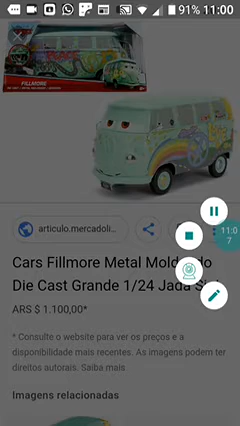 91% 11:00
FILLMORE
articulo.mercadoli...
11:0
7
Cars Fillmore Metal Moldeado
Die Cast Grande 1/24 Jada
ARS $ 1.100,00*
* Consulte o website para ver os preços e a
disponibilidade mais recentes. As imagens podem ter
direitos autorais. Saiba mais
Imagens relacionadas